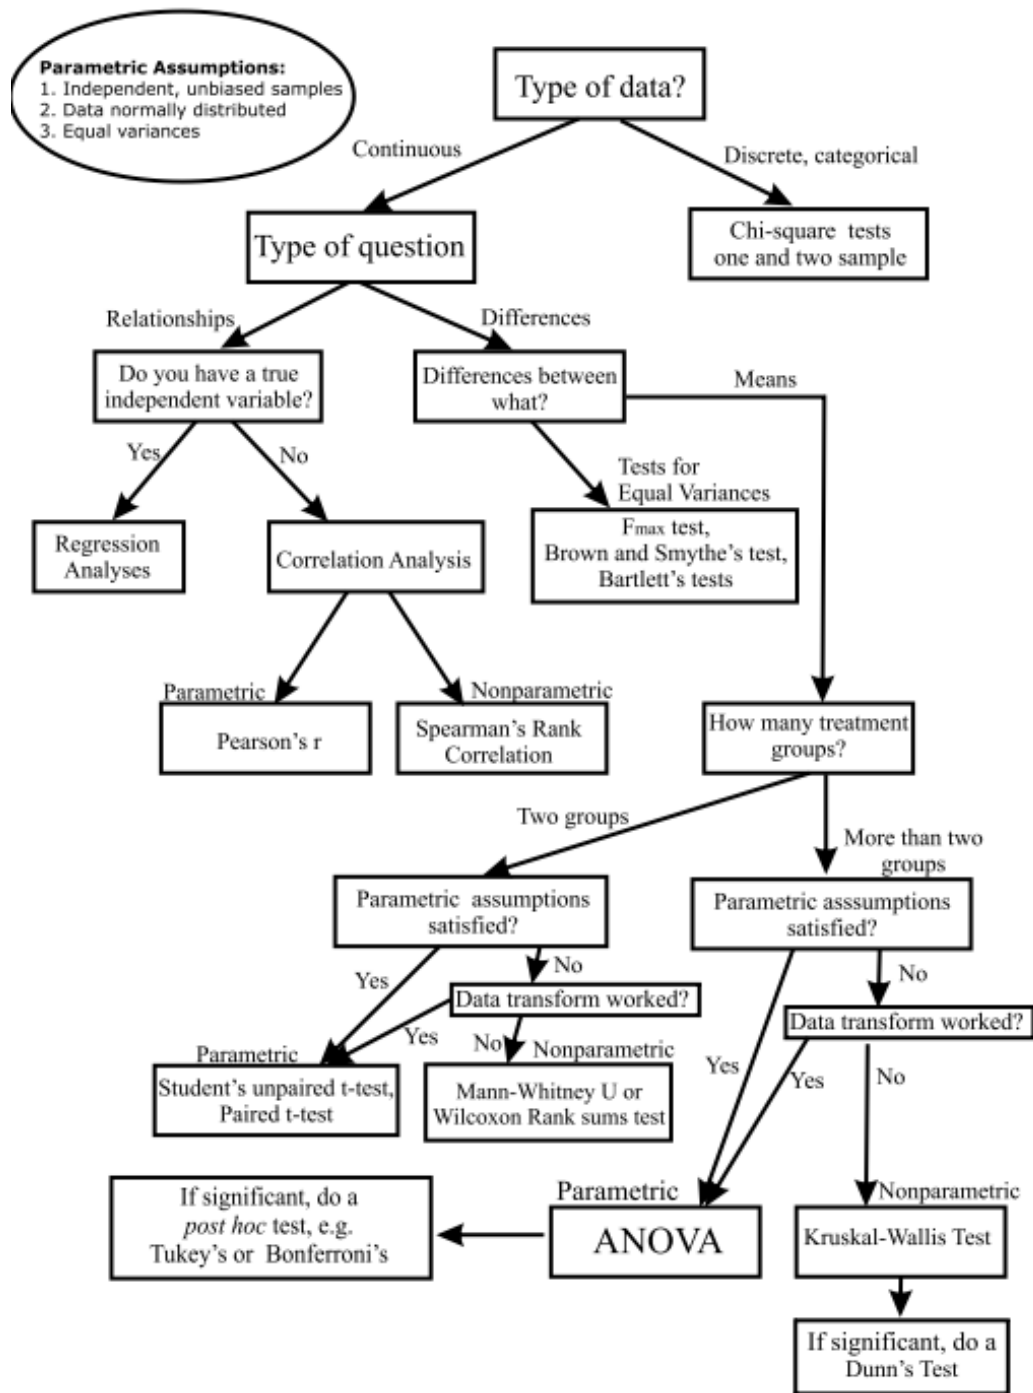 Parametric Assumptions:
1. Independent, unbiased samples
2. Data normally distributed
3. Equal variances
Type of data?
Continuous
Discrete, categorical
Type of question
Chi-square tests
one and two sample
Relationships
Differences
Do you have a true
independent variable?
Differences between
what?
Means
Yes
No
Tests for
Equal Variances
Regression
Analyses
Correlation Analysis
Fmax test,
Brown and Smythe's test,
Bartlett's tests
Parametric
Nonparametric
Pearson's r
Spearman's Rank
Correlation
How many treatment
groups?
Two groups
More than two
groups
Parametric assumptions
satisfied?
Parametric asssumptions
satisfied?
Yes
No
No
Data transform worked?
Data transform worked?
Yes
No
Parametric
Nonparametric
Yes
Yes
No
Student's unpaired t-test,
Paired t-test
Mann-Whitney U or
Wilcoxon Rank sums test
If significant, do a
post hoc test, e.g.
Tukey's or Bonferroni's
Parametric
ANOVA
Nonparametric
Kruskal-Wallis Test
If significant, do a
Dunn's Test